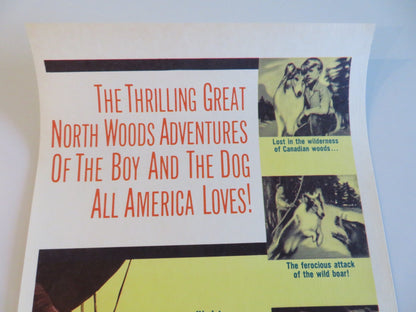 THE THRILLING GREAT
NORTH WOODS ADVENTURES
OF THE BOY AND THE DOG
ALL AMERICA LOVES!
Lost in the wilderness
of Canadian woods...
The ferocious attack
of the wild boar!